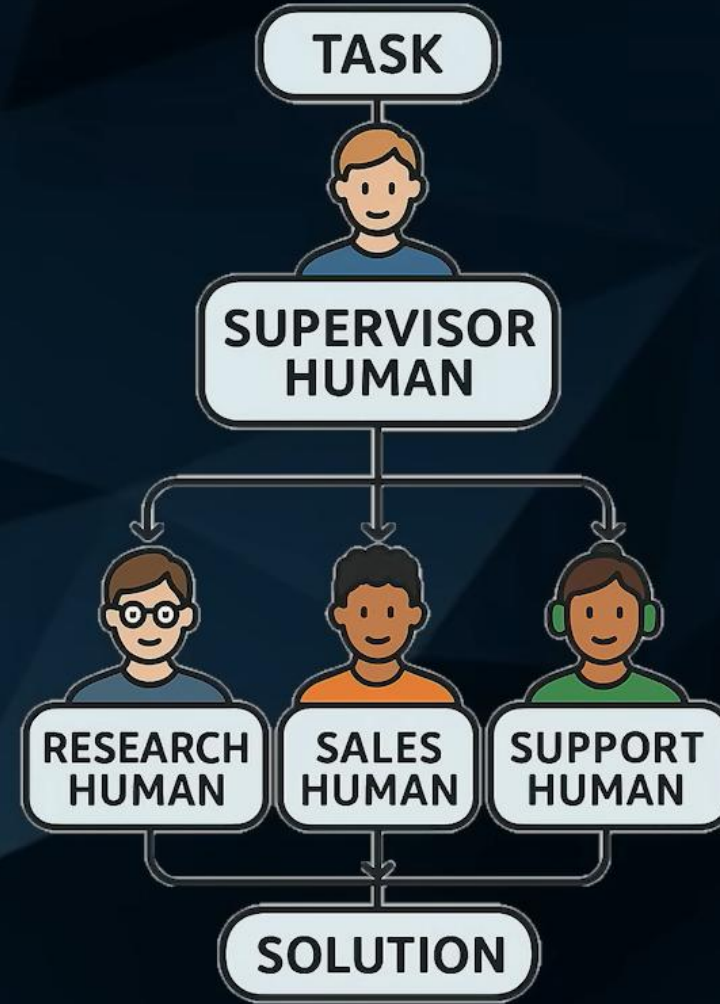 TASK
SUPERVISOR
HUMAN
RESEARCH
HUMAN
SALES
HUMAN
SUPPORT
HUMAN
SOLUTION